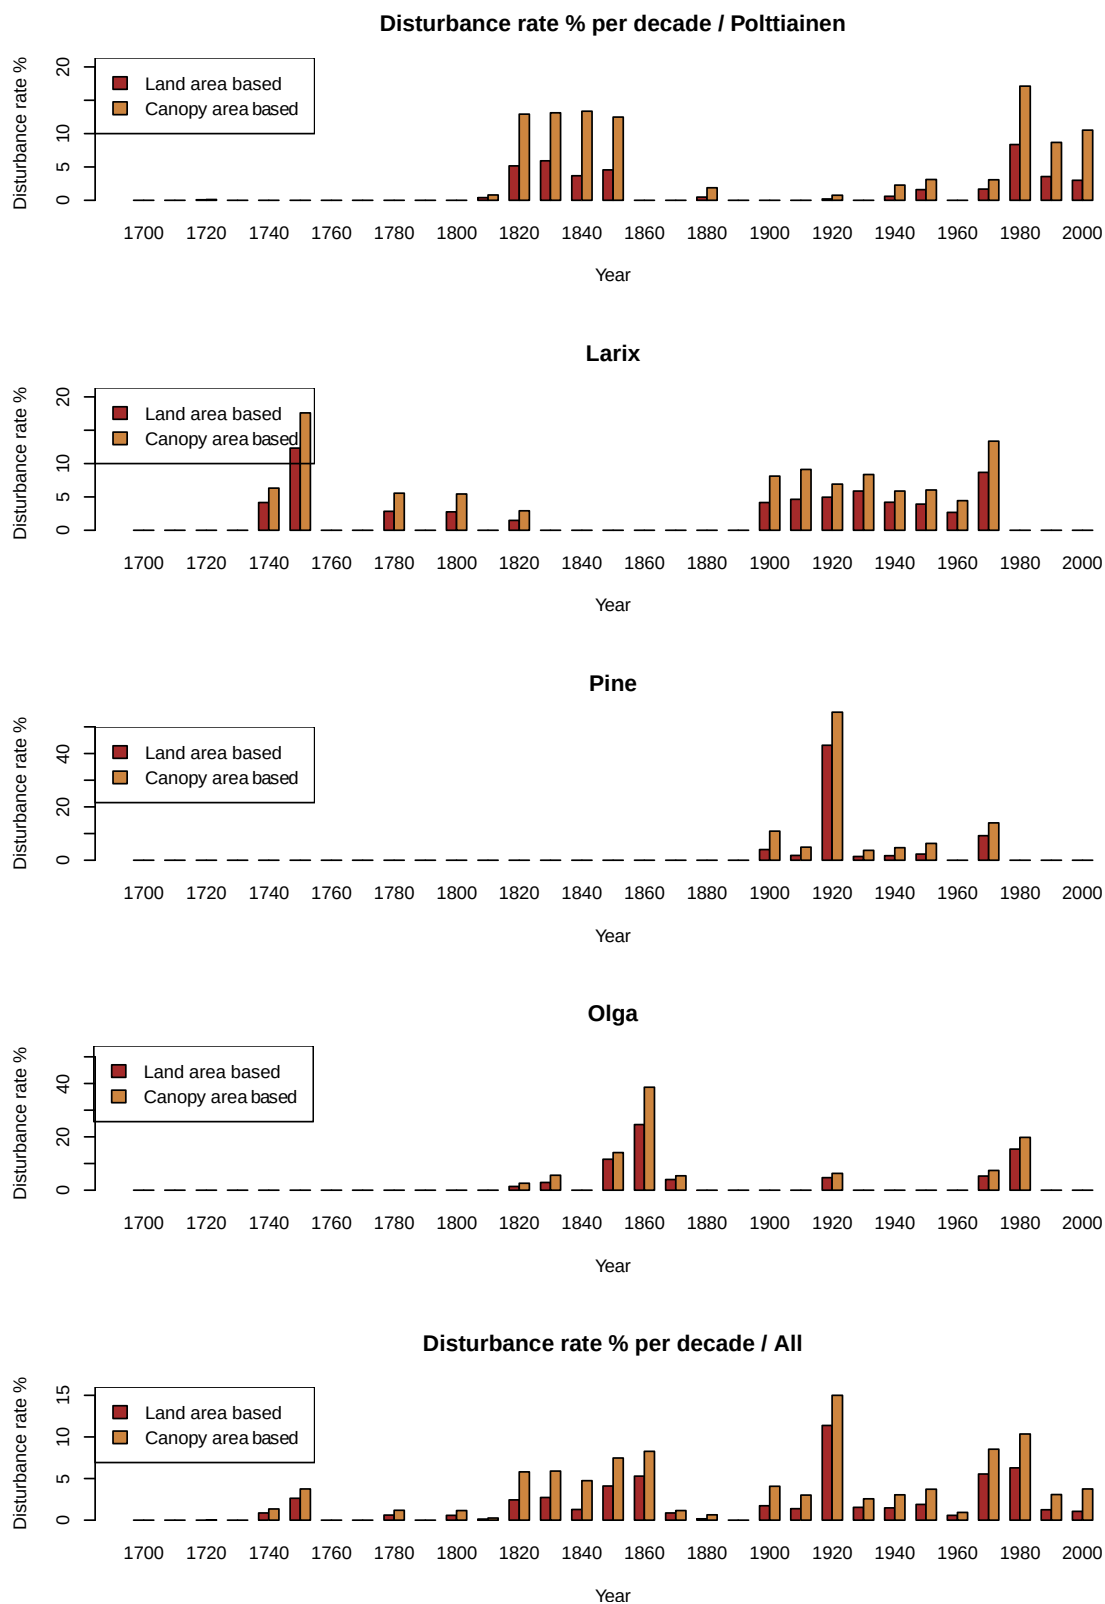 Disturbance rate % per decade / Polttiainen
Disturbance rate %
0 5 10 20
Land area based
Canopy area based
1700 1720 1740 1760 1780 1800 1820 1840 1860 1880 1900 1920 1940 1960 1980 2000
Year
Larix
Disturbance rate %
0 5 10 20
Land area based
Canopy area based
1700 1720 1740 1760 1780 1800 1820 1840 1860 1880 1900 1920 1940 1960 1980 2000
Year
Pine
Disturbance rate %
0 20 40
Land area based
Canopy area based
1700 1720 1740 1760 1780 1800 1820 1840 1860 1880 1900 1920 1940 1960 1980 2000
Year
Olga
Disturbance rate %
0 20 40
Land area based
Canopy area based
1700 1720 1740 1760 1780 1800 1820 1840 1860 1880 1900 1920 1940 1960 1980 2000
Year
Disturbance rate % per decade / All
Disturbance rate %
0 5 10 15
Land area based
Canopy area based
1700 1720 1740 1760 1780 1800 1820 1840 1860 1880 1900 1920 1940 1960 1980 2000
Year